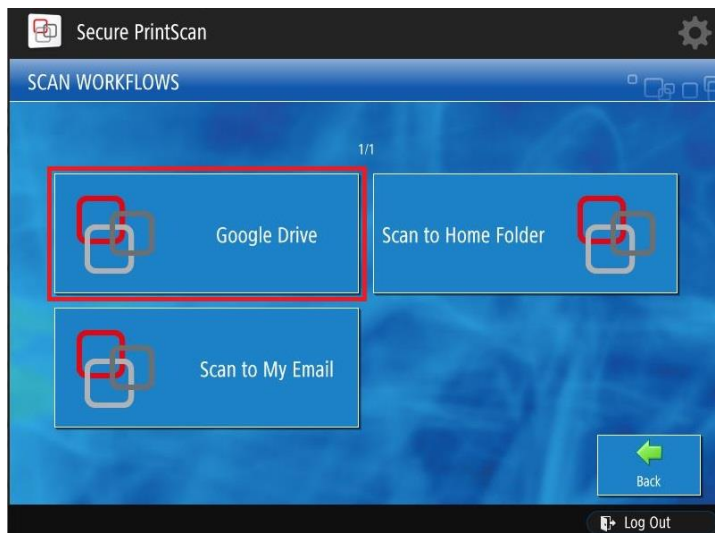 Secure PrintScan
SCAN WORKFLOWS
1/1
Google Drive
Scan to Home Folder
Scan to My Email
Back
Log Out